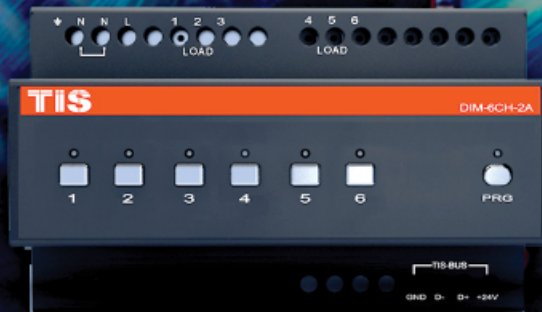 ⏚ N N L 1 2 3 4 5 6
LOAD LOAD
TiS DIM-6CH-2A
1 2 3 4 5 6 PRG
TIS-BUS
GND D- D+ +24V